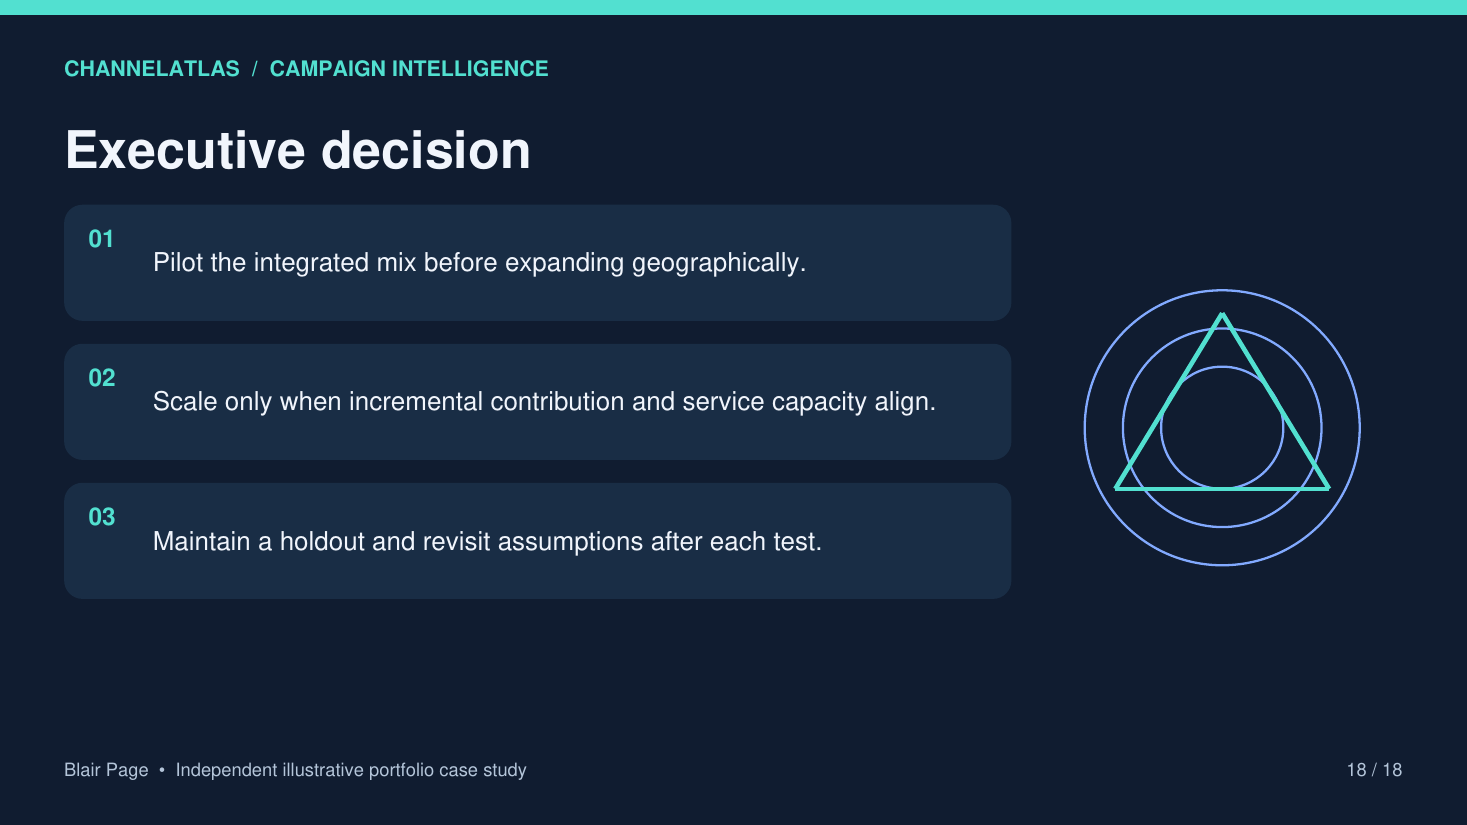 CHANNELATLAS / CAMPAIGN INTELLIGENCE
Executive decision
01
Pilot the integrated mix before expanding geographically.
02
Scale only when incremental contribution and service capacity align.
03
Maintain a holdout and revisit assumptions after each test.
Blair Page • Independent illustrative portfolio case study
18 / 18